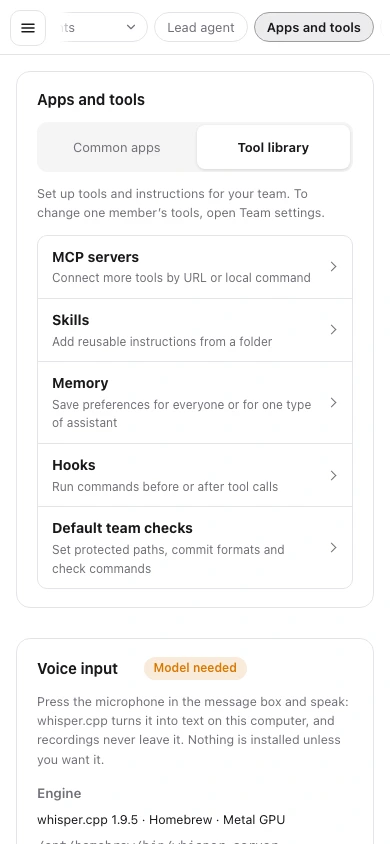 Lead agent
Apps and tools
Apps and tools
Common apps
Tool library
Set up tools and instructions for your team. To
change one member's tools, open Team settings.
MCP servers
Connect more tools by URL or local command
Skills
Add reusable instructions from a folder
Memory
Save preferences for everyone or for one type
of assistant
Hooks
Run commands before or after tool calls
Default team checks
Set protected paths, commit formats and
check commands
Voice input
Model needed
Press the microphone in the message box and speak:
whisper.cpp turns it into text on this computer, and
recordings never leave it. Nothing is installed unless
you want it.
Engine
whisper.cpp 1.9.5 · Homebrew · Metal GPU